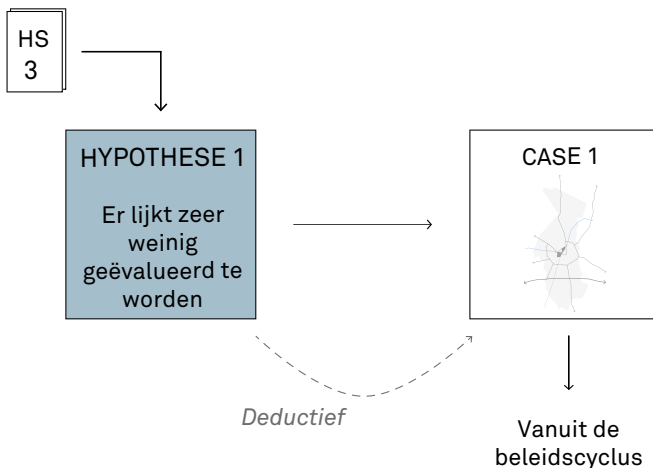 HS
3
HYPOTHESE 1
CASE 1
Er lijkt zeer
weinig
geëvalueerd te
worden
Deductief
Vanuit de
beleidscyclus